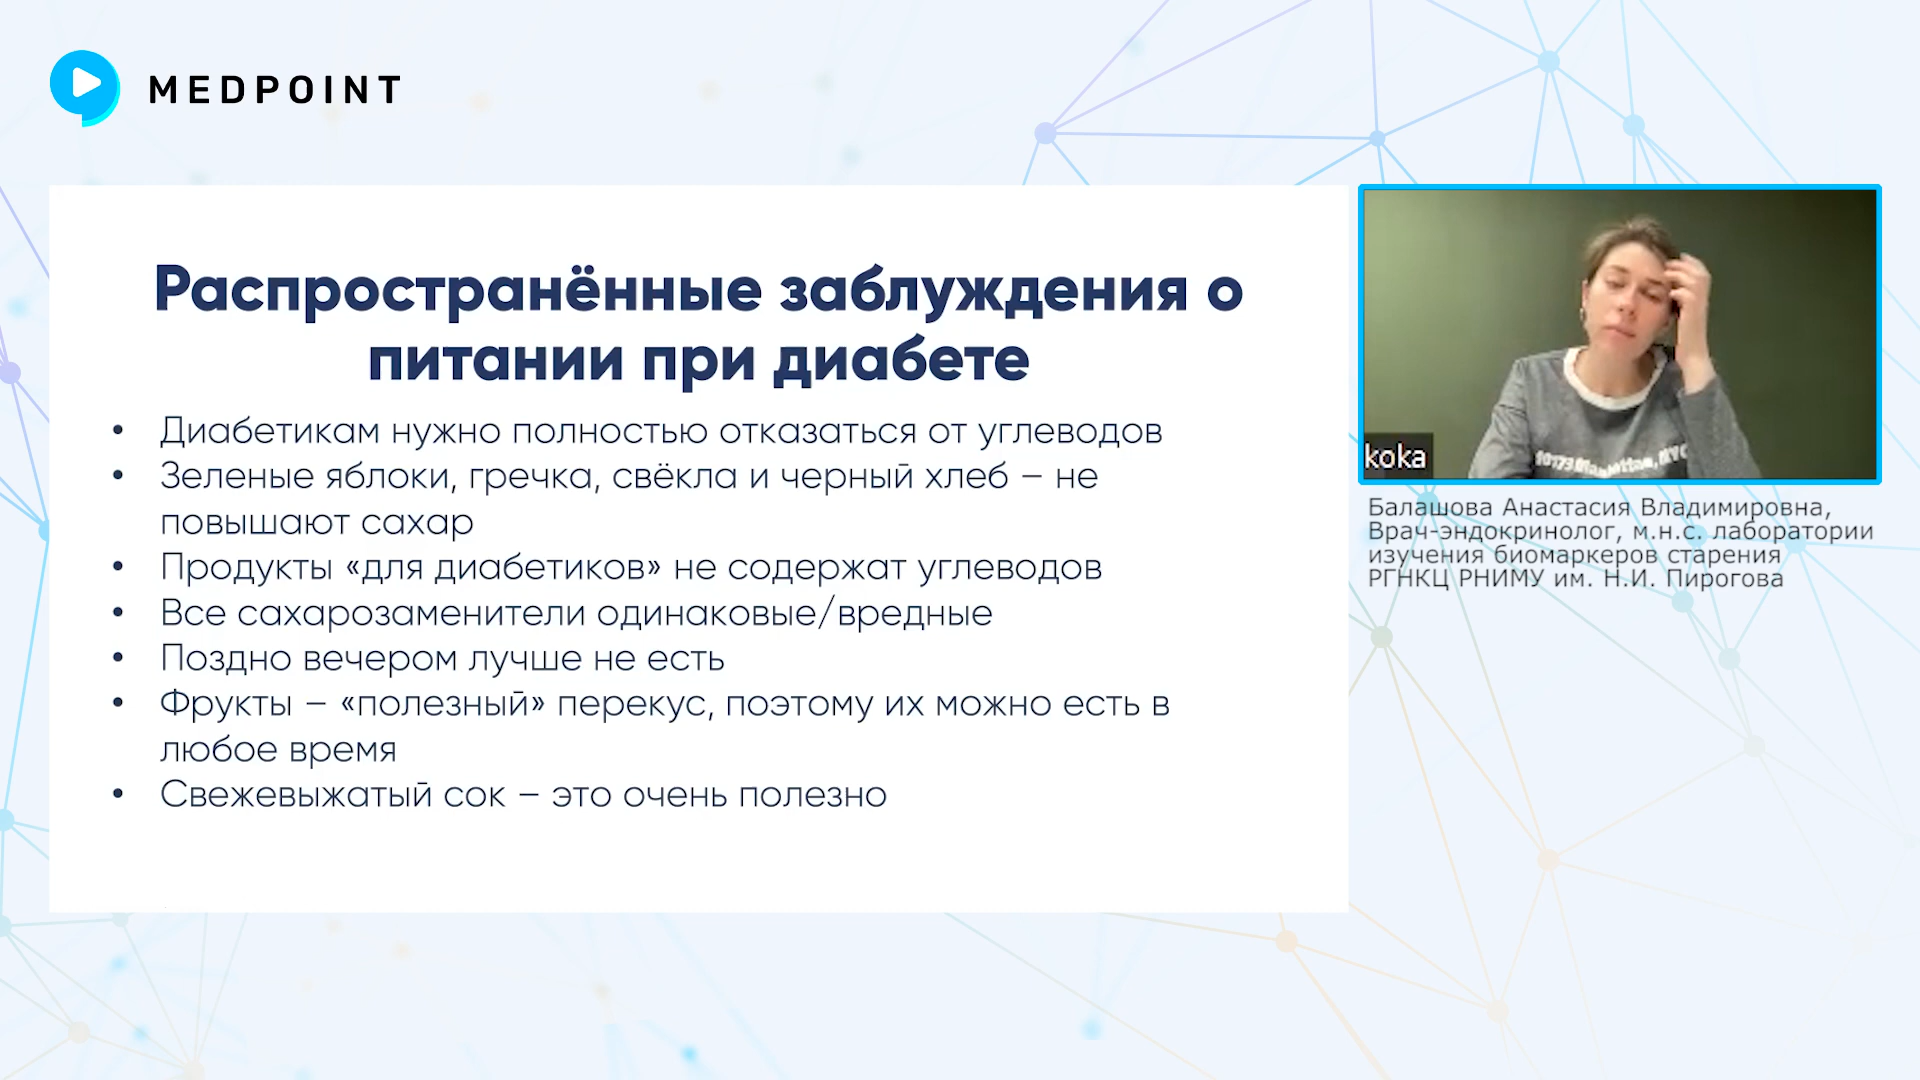 MEDPOINT
Распространённые заблуждения о
питании при диабете
• Диабетикам нужно полностью отказаться от углеводов
• Зеленые яблоки, гречка, свёкла и черный хлеб – не
повышают сахар
• Продукты «для диабетиков» не содержат углеводов
• Все сахарозаменители одинаковые/вредные
• Поздно вечером лучше не есть
• Фрукты – «полезный» перекус, поэтому их можно есть в
любое время
• Свежевыжатый сок – это очень полезно
koka
Балашова Анастасия Владимировна,
Врач-эндокринолог, м.н.с. лаборатории
изучения биомаркеров старения
РГНКЦ РНИМУ им. Н.И. Пирогова